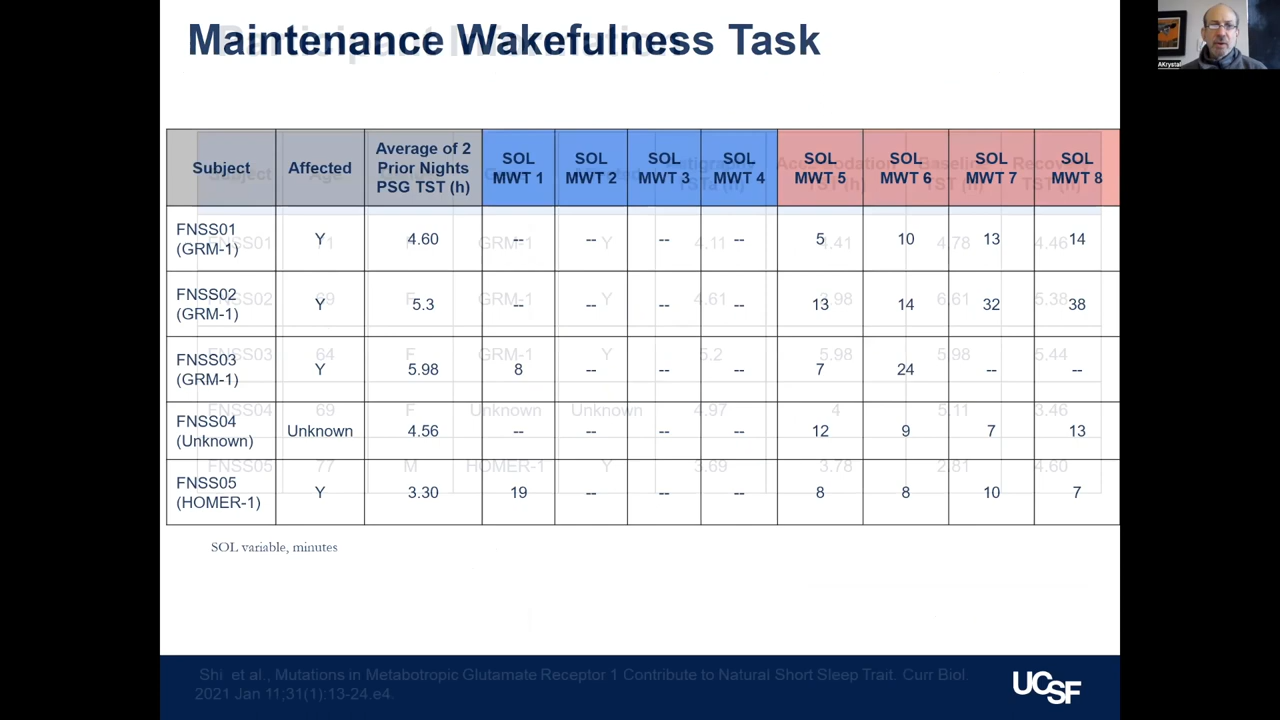 Maintenance Wakefulness Task
AKrystal
Subject Affected Average of 2 Prior Nights PSG TST (h) SOL MWT 1 SOL MWT 2 SOL MWT 3 SOL MWT 4 SOL MWT 5 SOL MWT 6 SOL MWT 7 SOL MWT 8
FNSS01 (GRM-1) Y 4.60 -- -- -- -- 5 10 13 14
FNSS02 (GRM-1) Y 5.3 -- -- -- -- 13 14 32 38
FNSS03 (GRM-1) Y 5.98 8 -- -- -- 7 24 -- --
FNSS04 (Unknown) Unknown 4.56 -- -- -- -- 12 9 7 13
FNSS05 (HOMER-1) Y 3.30 19 -- -- -- 8 8 10 7
SOL variable, minutes
Shi et al., Mutations in Metabotropic Glutamate Receptor 1 Contribute to Natural Short Sleep Trait. Curr Biol.
2021 Jan 11;31(1):13-24.e4.
UCSF